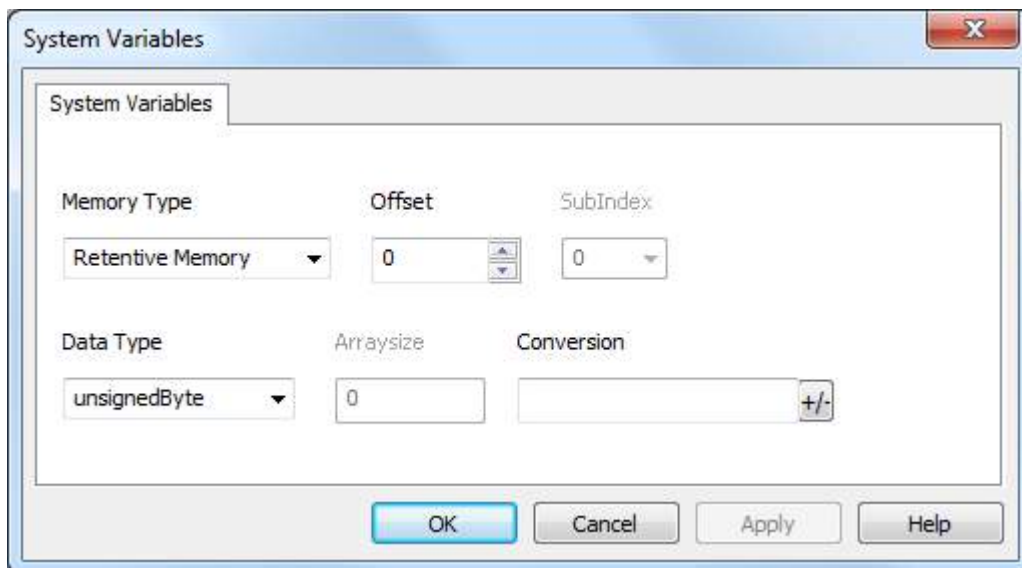 System Variables
System Variables
Memory Type Offset SubIndex
Retentive Memory 0 0
Data Type Arraysize Conversion
unsignedByte 0 +/-
OK Cancel Apply Help